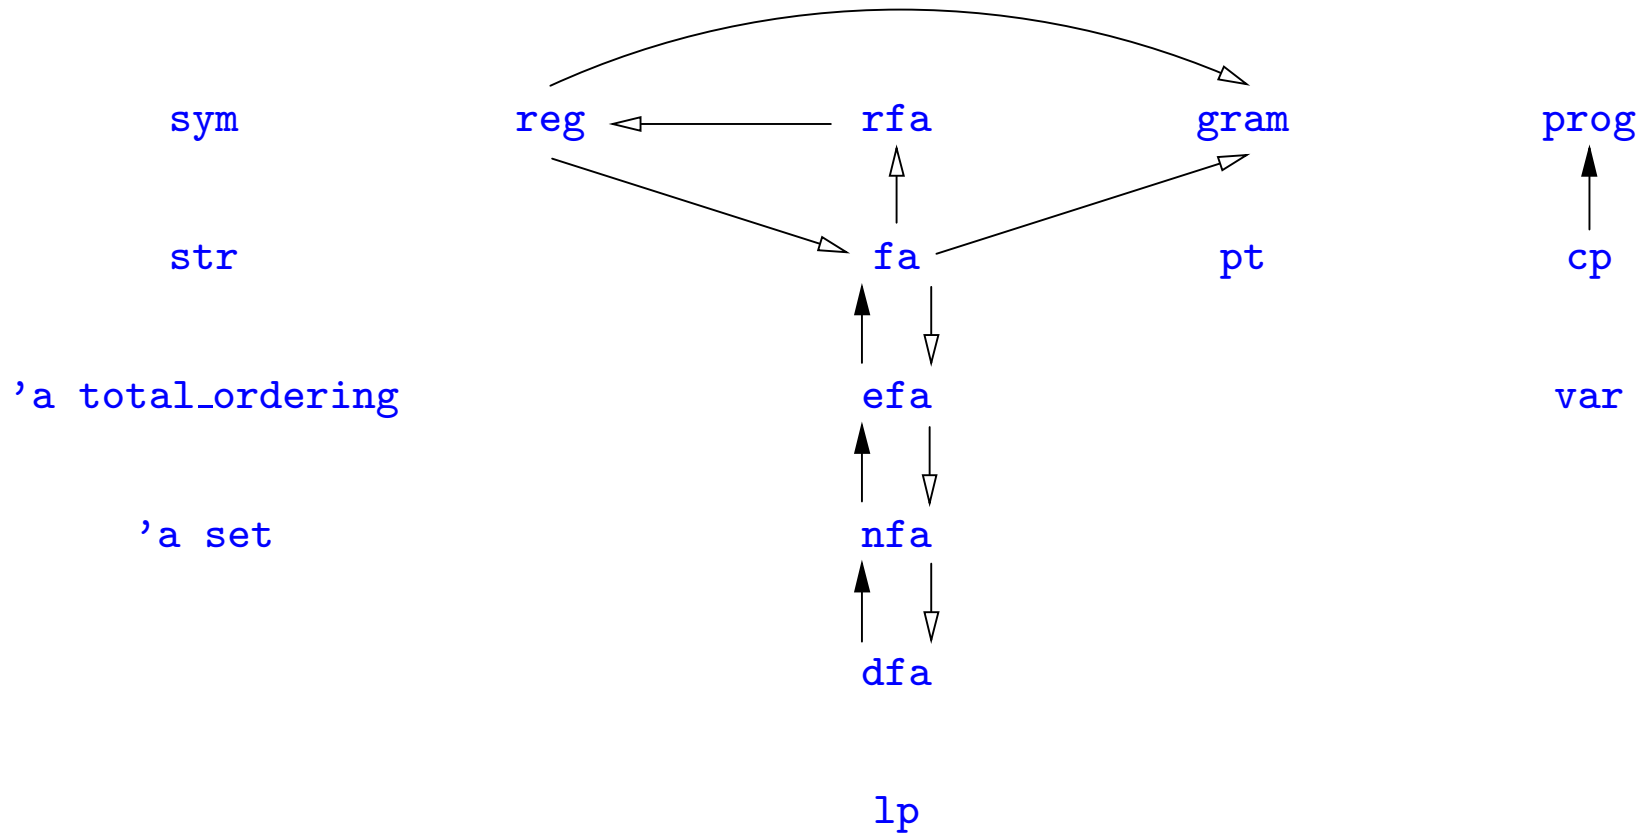 sym reg rfa gram prog
str fa pt cp
’a total_ordering efa var
’a set nfa
dfa
lp